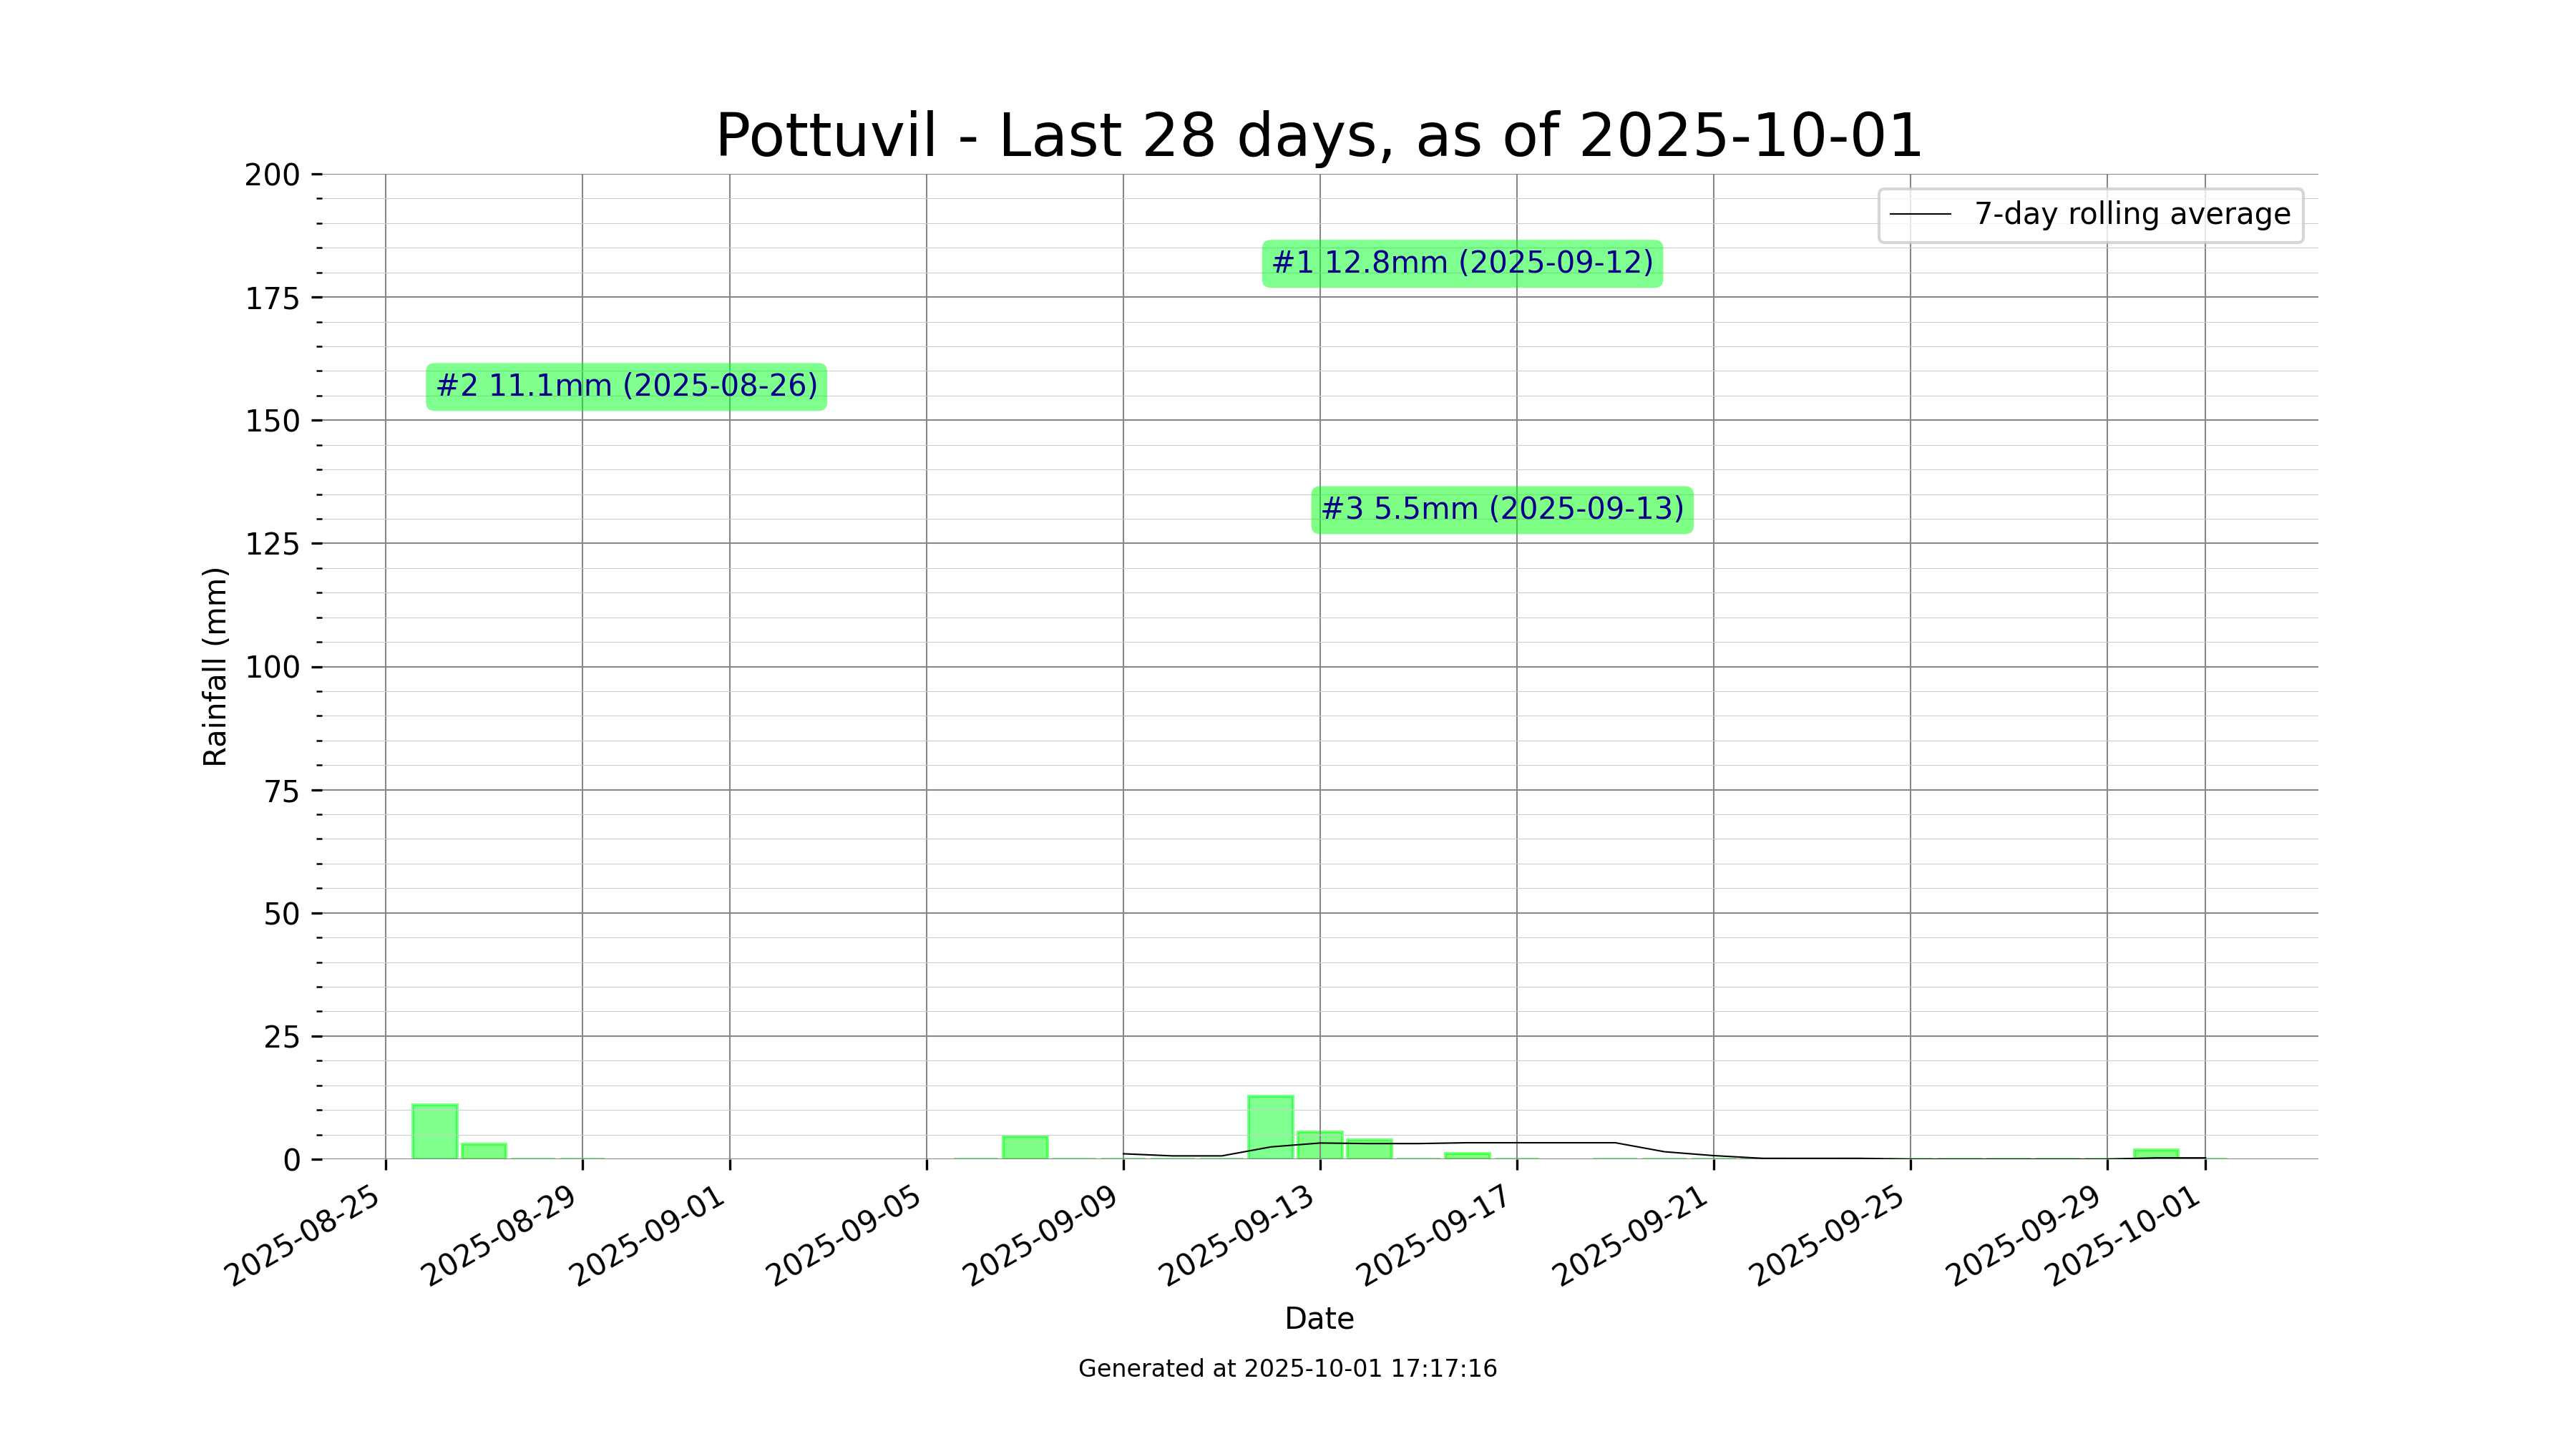 Pottuvil - Last 28 days, as of 2025-10-01
200
175
150
125
100
75
50
25
0
Rainfall (mm)
7-day rolling average
#1 12.8mm (2025-09-12)
#2 11.1mm (2025-08-26)
#3 5.5mm (2025-09-13)
2025-08-25
2025-08-29
2025-09-01
2025-09-05
2025-09-09
2025-09-13
2025-09-17
2025-09-21
2025-09-25
2025-09-29
2025-10-01
Date
Generated at 2025-10-01 17:17:16